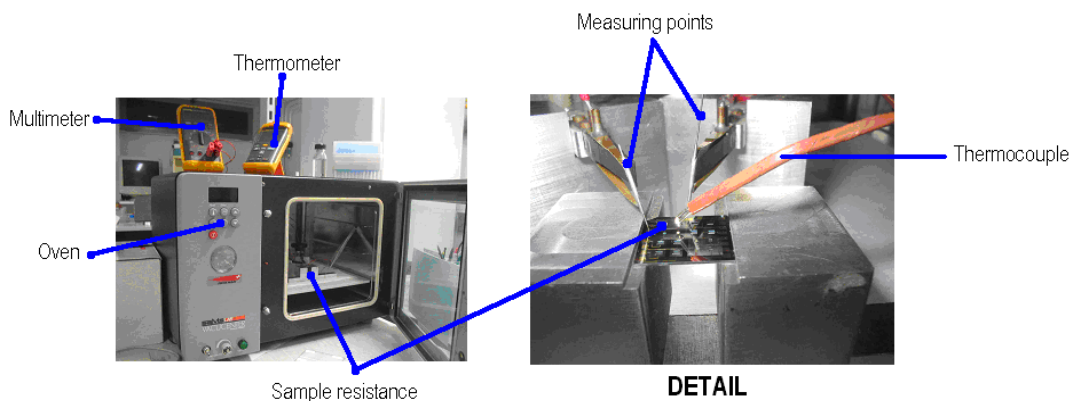 Measuring points
Thermometer
Multimeter
Thermocouple
Oven
Sample resistance
DETAIL